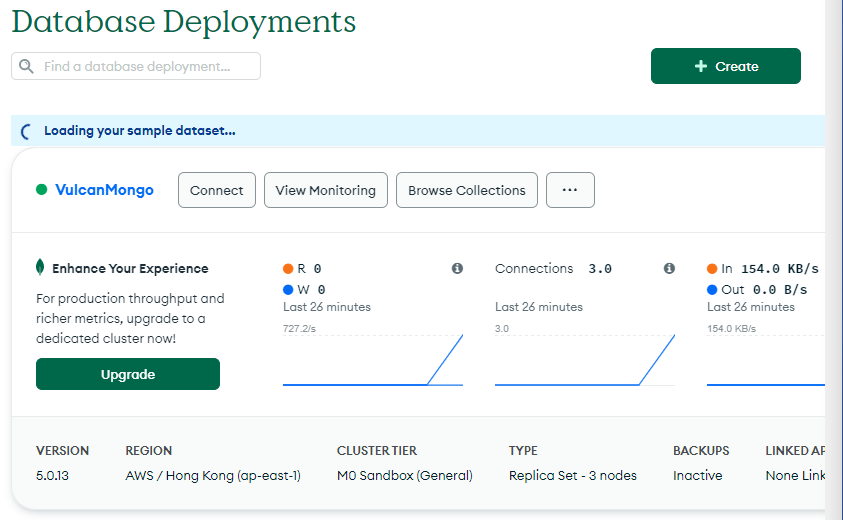 Database Deployments
Find a database deployment...
+ Create
Loading your sample dataset...
VulcanMongo
Connect
View Monitoring
Browse Collections
...
Enhance Your Experience
For production throughput and
richer metrics, upgrade to a
dedicated cluster now!
Upgrade
R 0
W 0
Last 26 minutes
727.2/s
Connections 3.0
Last 26 minutes
3.0
In 154.0 KB/s
Out 0.0 B/s
Last 26 minutes
154.0 KB/s
VERSION
5.0.13
REGION
AWS / Hong Kong (ap-east-1)
CLUSTER TIER
M0 Sandbox (General)
TYPE
Replica Set - 3 nodes
BACKUPS
Inactive
LINKED AP
None Link